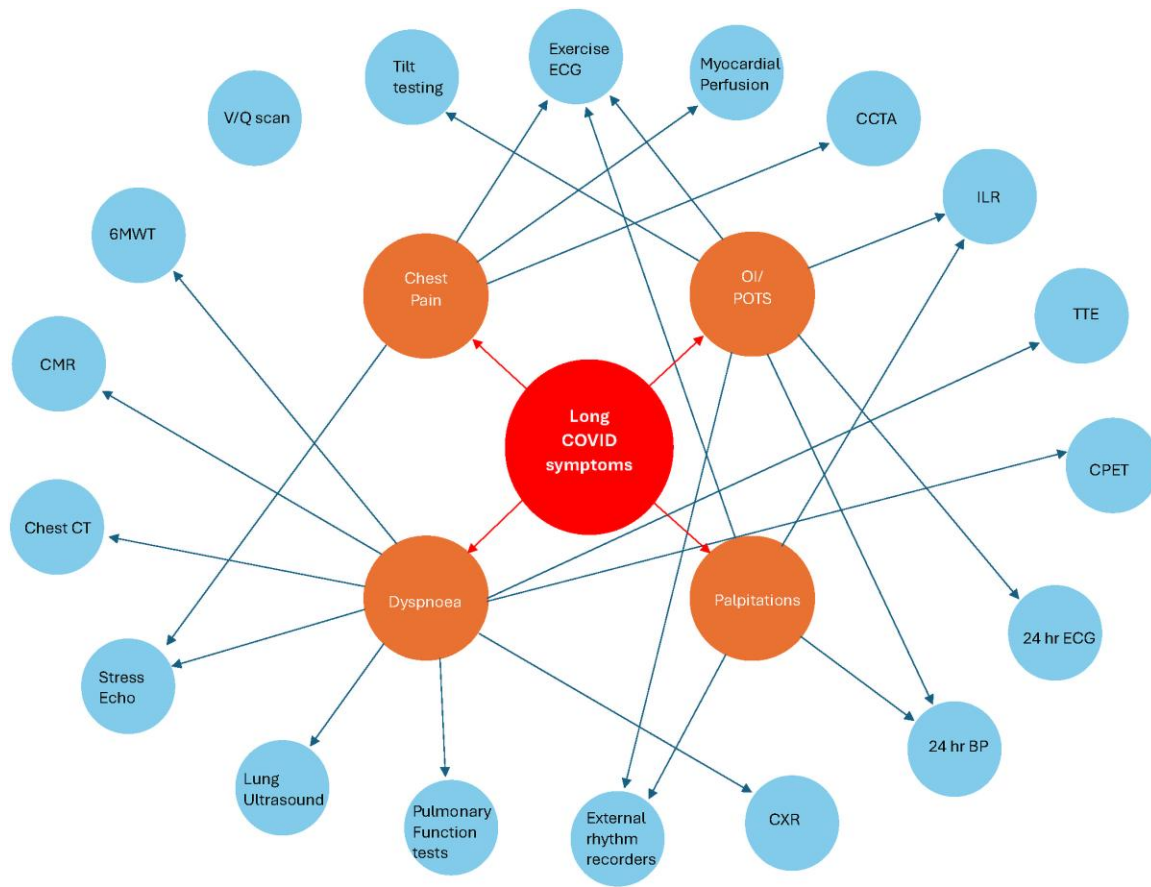 Tilt
testing
Exercise
ECG
Myocardial
Perfusion
V/Q scan
CCTA
ILR
6MWT
Chest
Pain
OI/
POTS
TTE
CMR
Long
COVID
symptoms
CPET
Chest CT
Dyspnoea
Palpitations
24 hr ECG
Stress
Echo
24 hr BP
Lung
Ultrasound
Pulmonary
Function
tests
External
rhythm
recorders
CXR